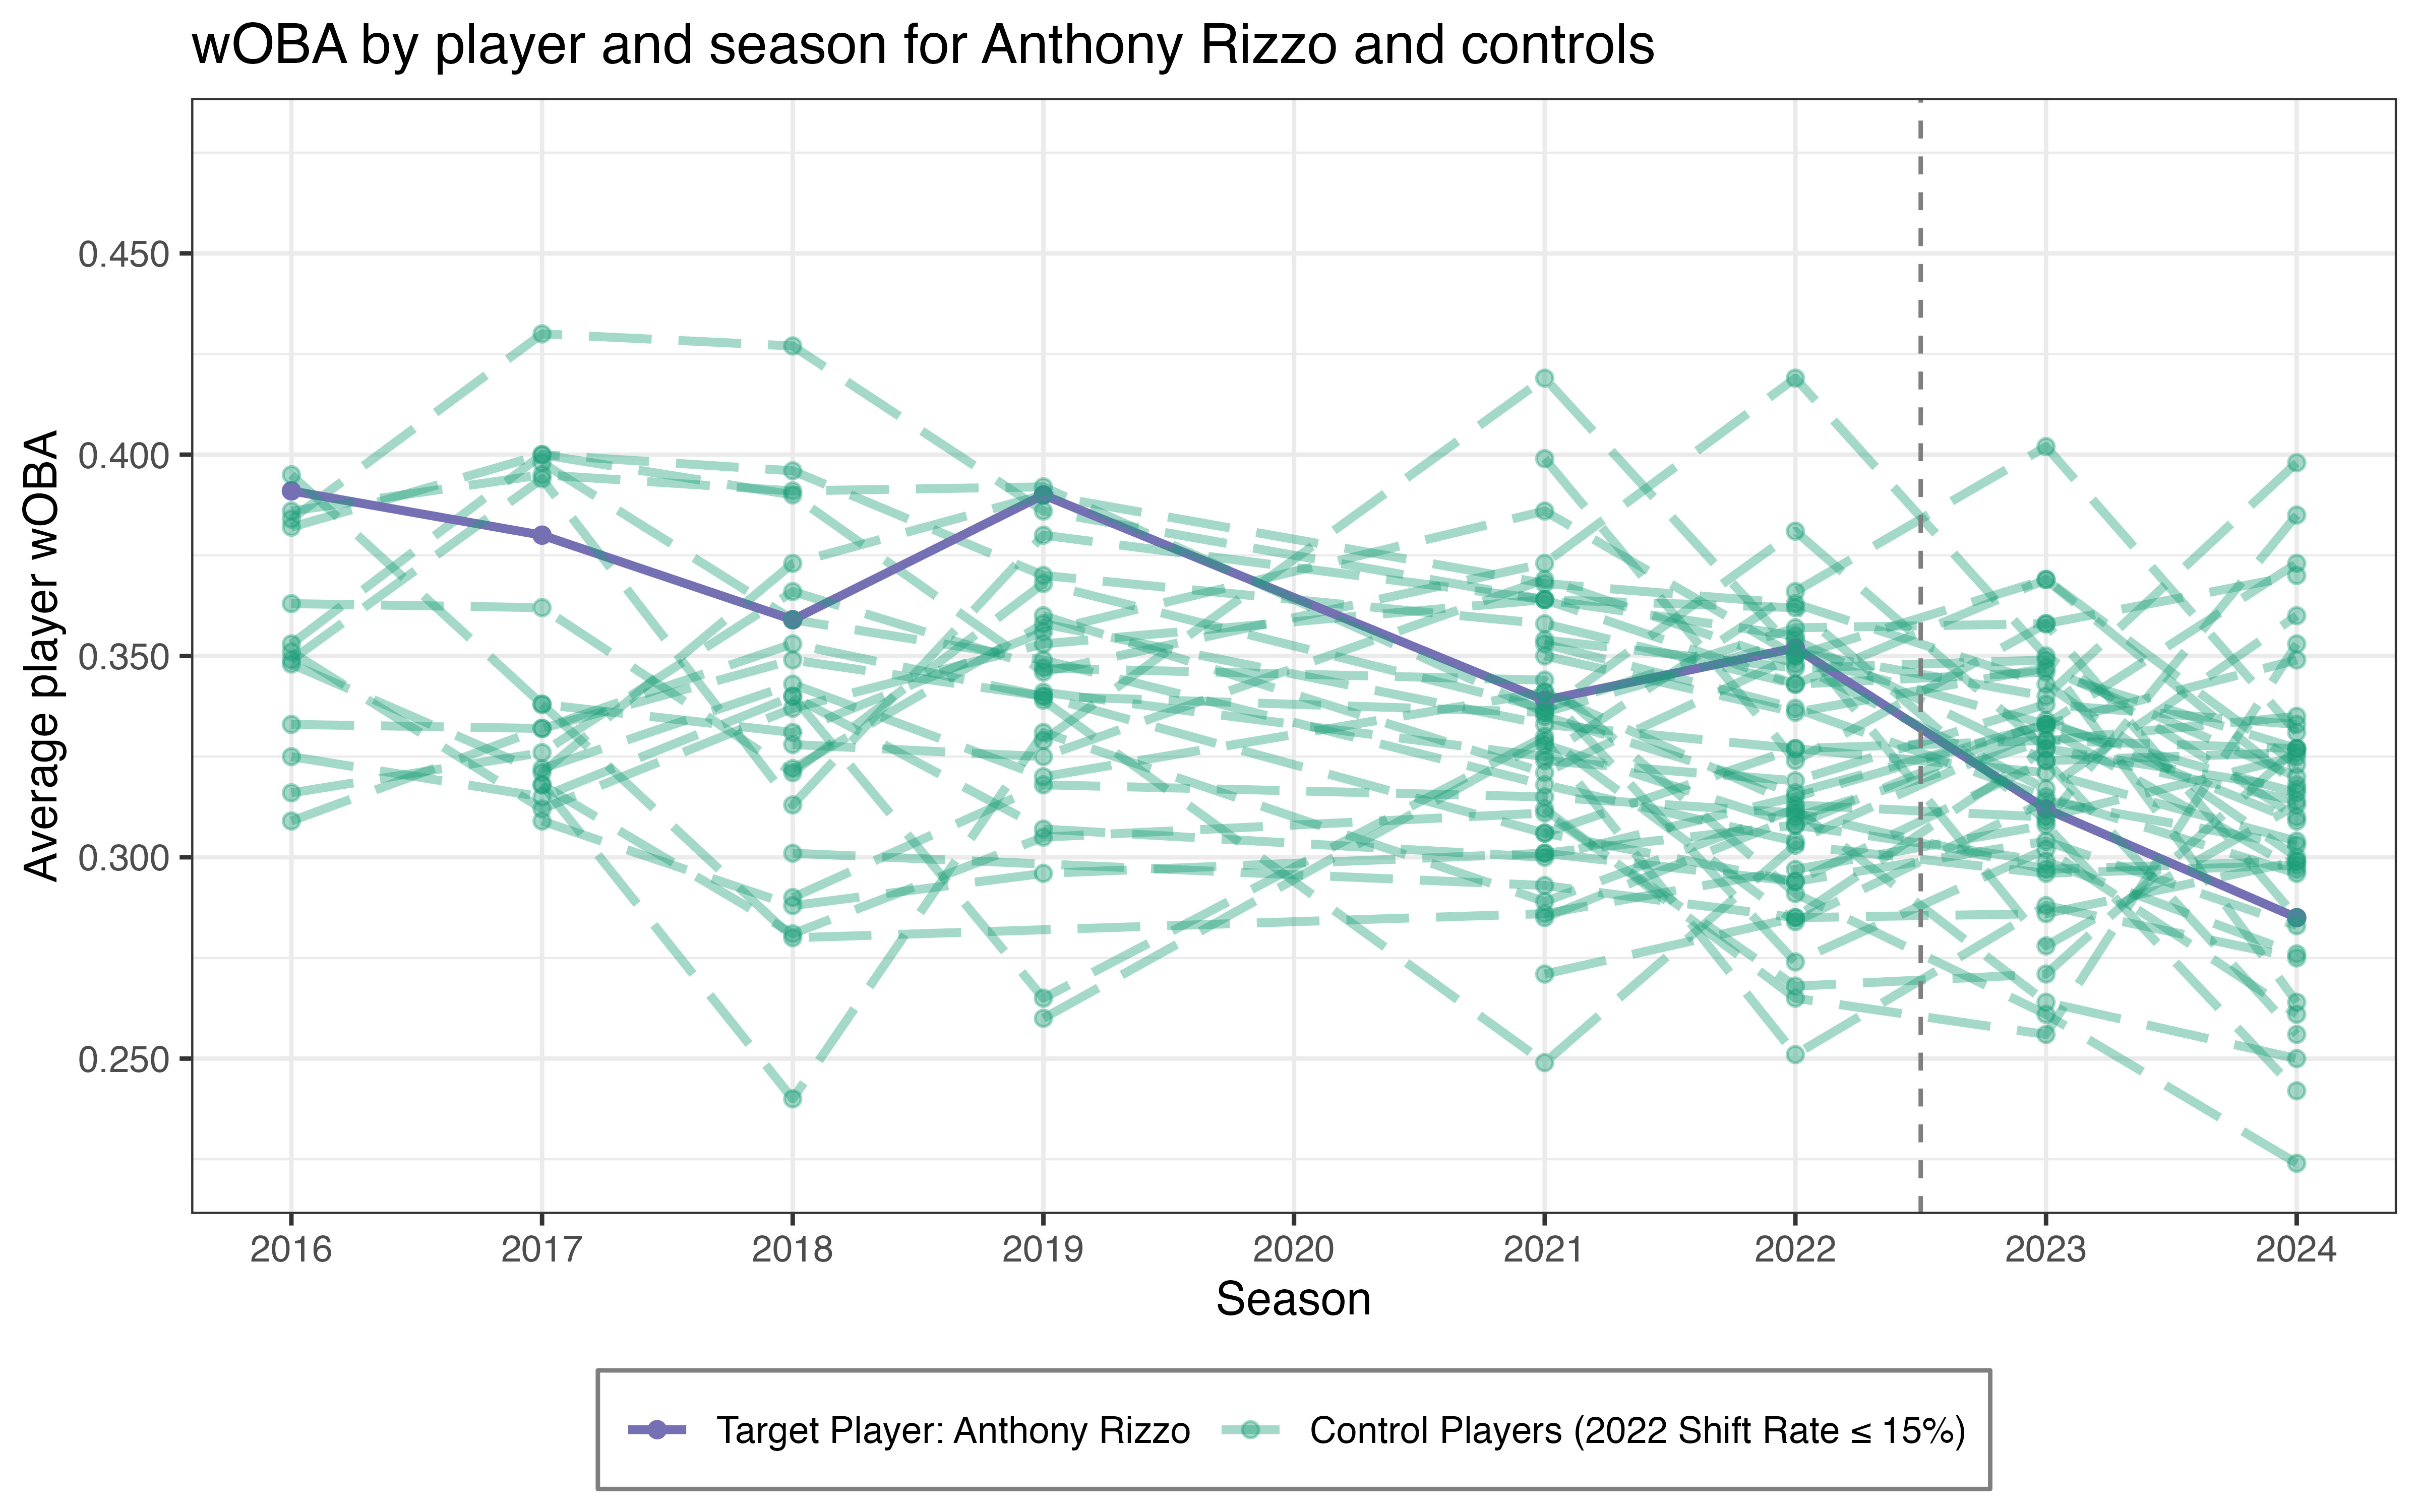 wOBA by player and season for Anthony Rizzo and controls
Average player wOBA
0.450
0.400
0.350
0.300
0.250
2016 2017 2018 2019 2020 2021 2022 2023 2024
Season
Target Player: Anthony Rizzo Control Players (2022 Shift Rate ≤ 15%)